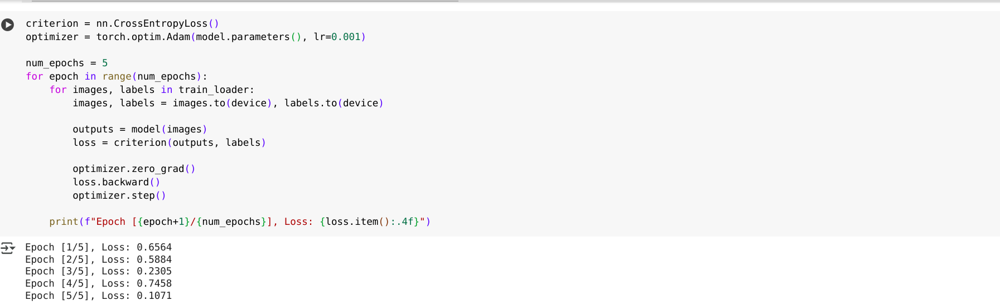 criterion = nn.CrossEntropyLoss()
optimizer = torch.optim.Adam(model.parameters(), lr=0.001)
num_epochs = 5
for epoch in range(num_epochs):
    for images, labels in train_loader:
        images, labels = images.to(device), labels.to(device)
        outputs = model(images)
        loss = criterion(outputs, labels)
        optimizer.zero_grad()
        loss.backward()
        optimizer.step()
    print(f"Epoch [{epoch+1}/{num_epochs}], Loss: {loss.item():.4f}")
Epoch [1/5], Loss: 0.6564
Epoch [2/5], Loss: 0.5884
Epoch [3/5], Loss: 0.2305
Epoch [4/5], Loss: 0.7458
Epoch [5/5], Loss: 0.1071